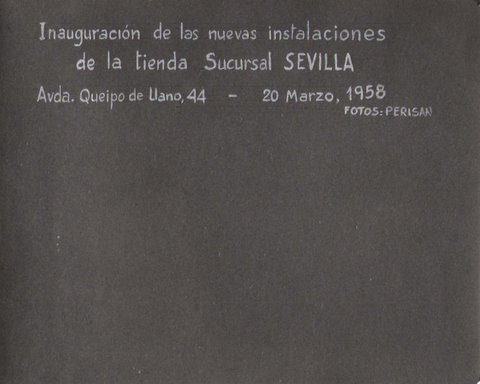 Inauguración de las nuevas instalaciones
de la tienda Sucursal SEVILLA
Avda. Queipo de Llano, 44 - 20 Marzo, 1958
FOTOS: PERISAN